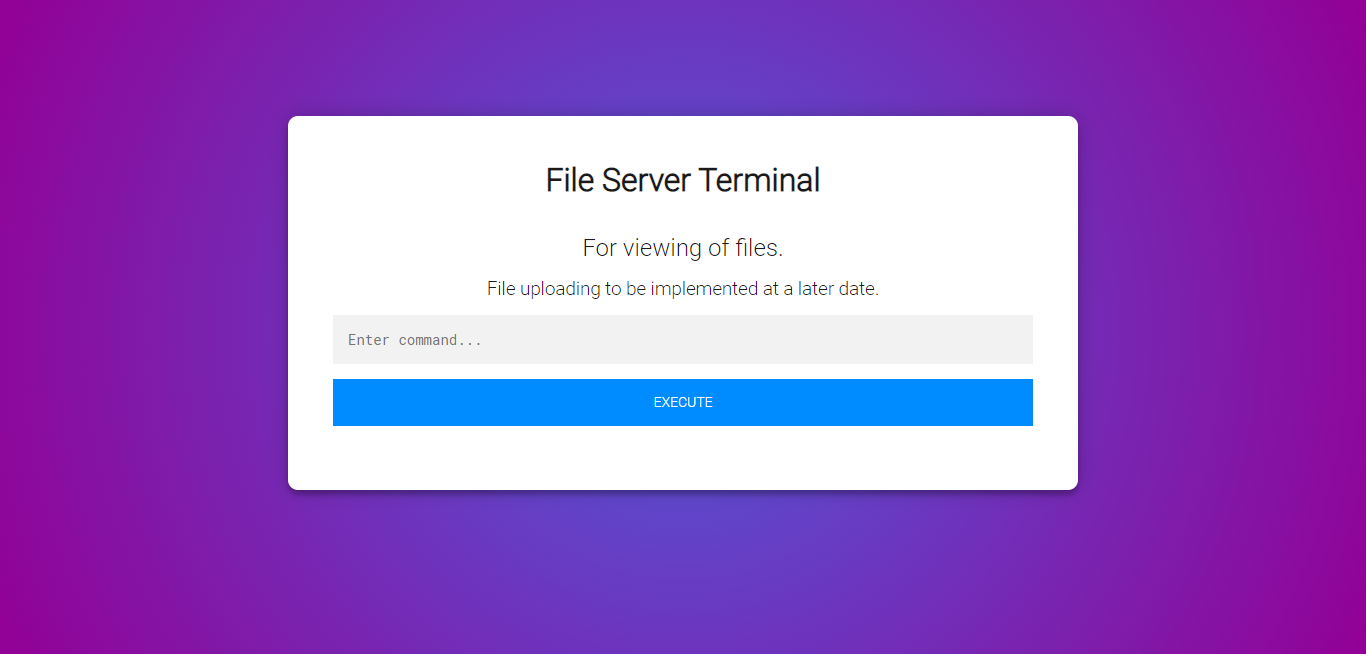 File Server Terminal
For viewing of files.
File uploading to be implemented at a later date.
Enter command...
EXECUTE